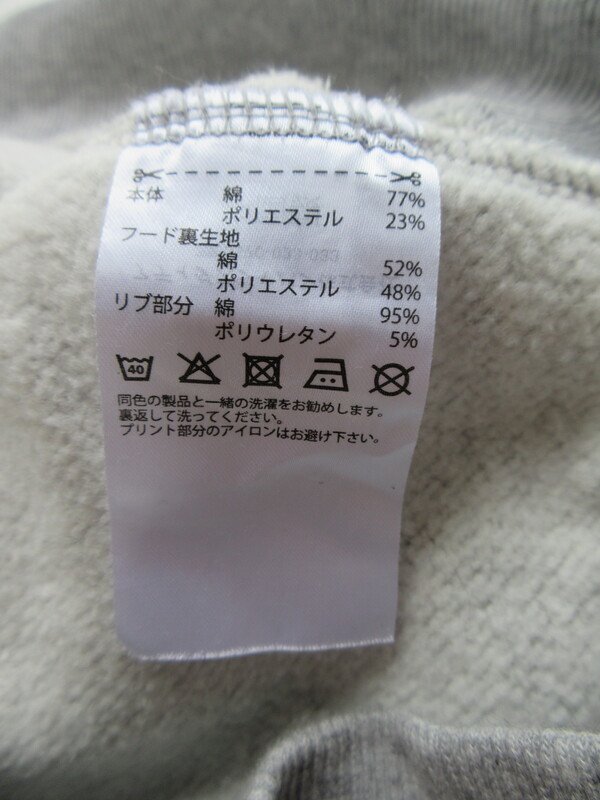 本体 綿 77%
ポリエステル 23%
フード裏生地
綿 52%
ポリエステル 48%
リブ部分 綿 95%
ポリウレタン 5%
40
同色の製品と一緒の洗濯をお勧めします。
裏返して洗ってください。
プリント部分のアイロンはお避け下さい。